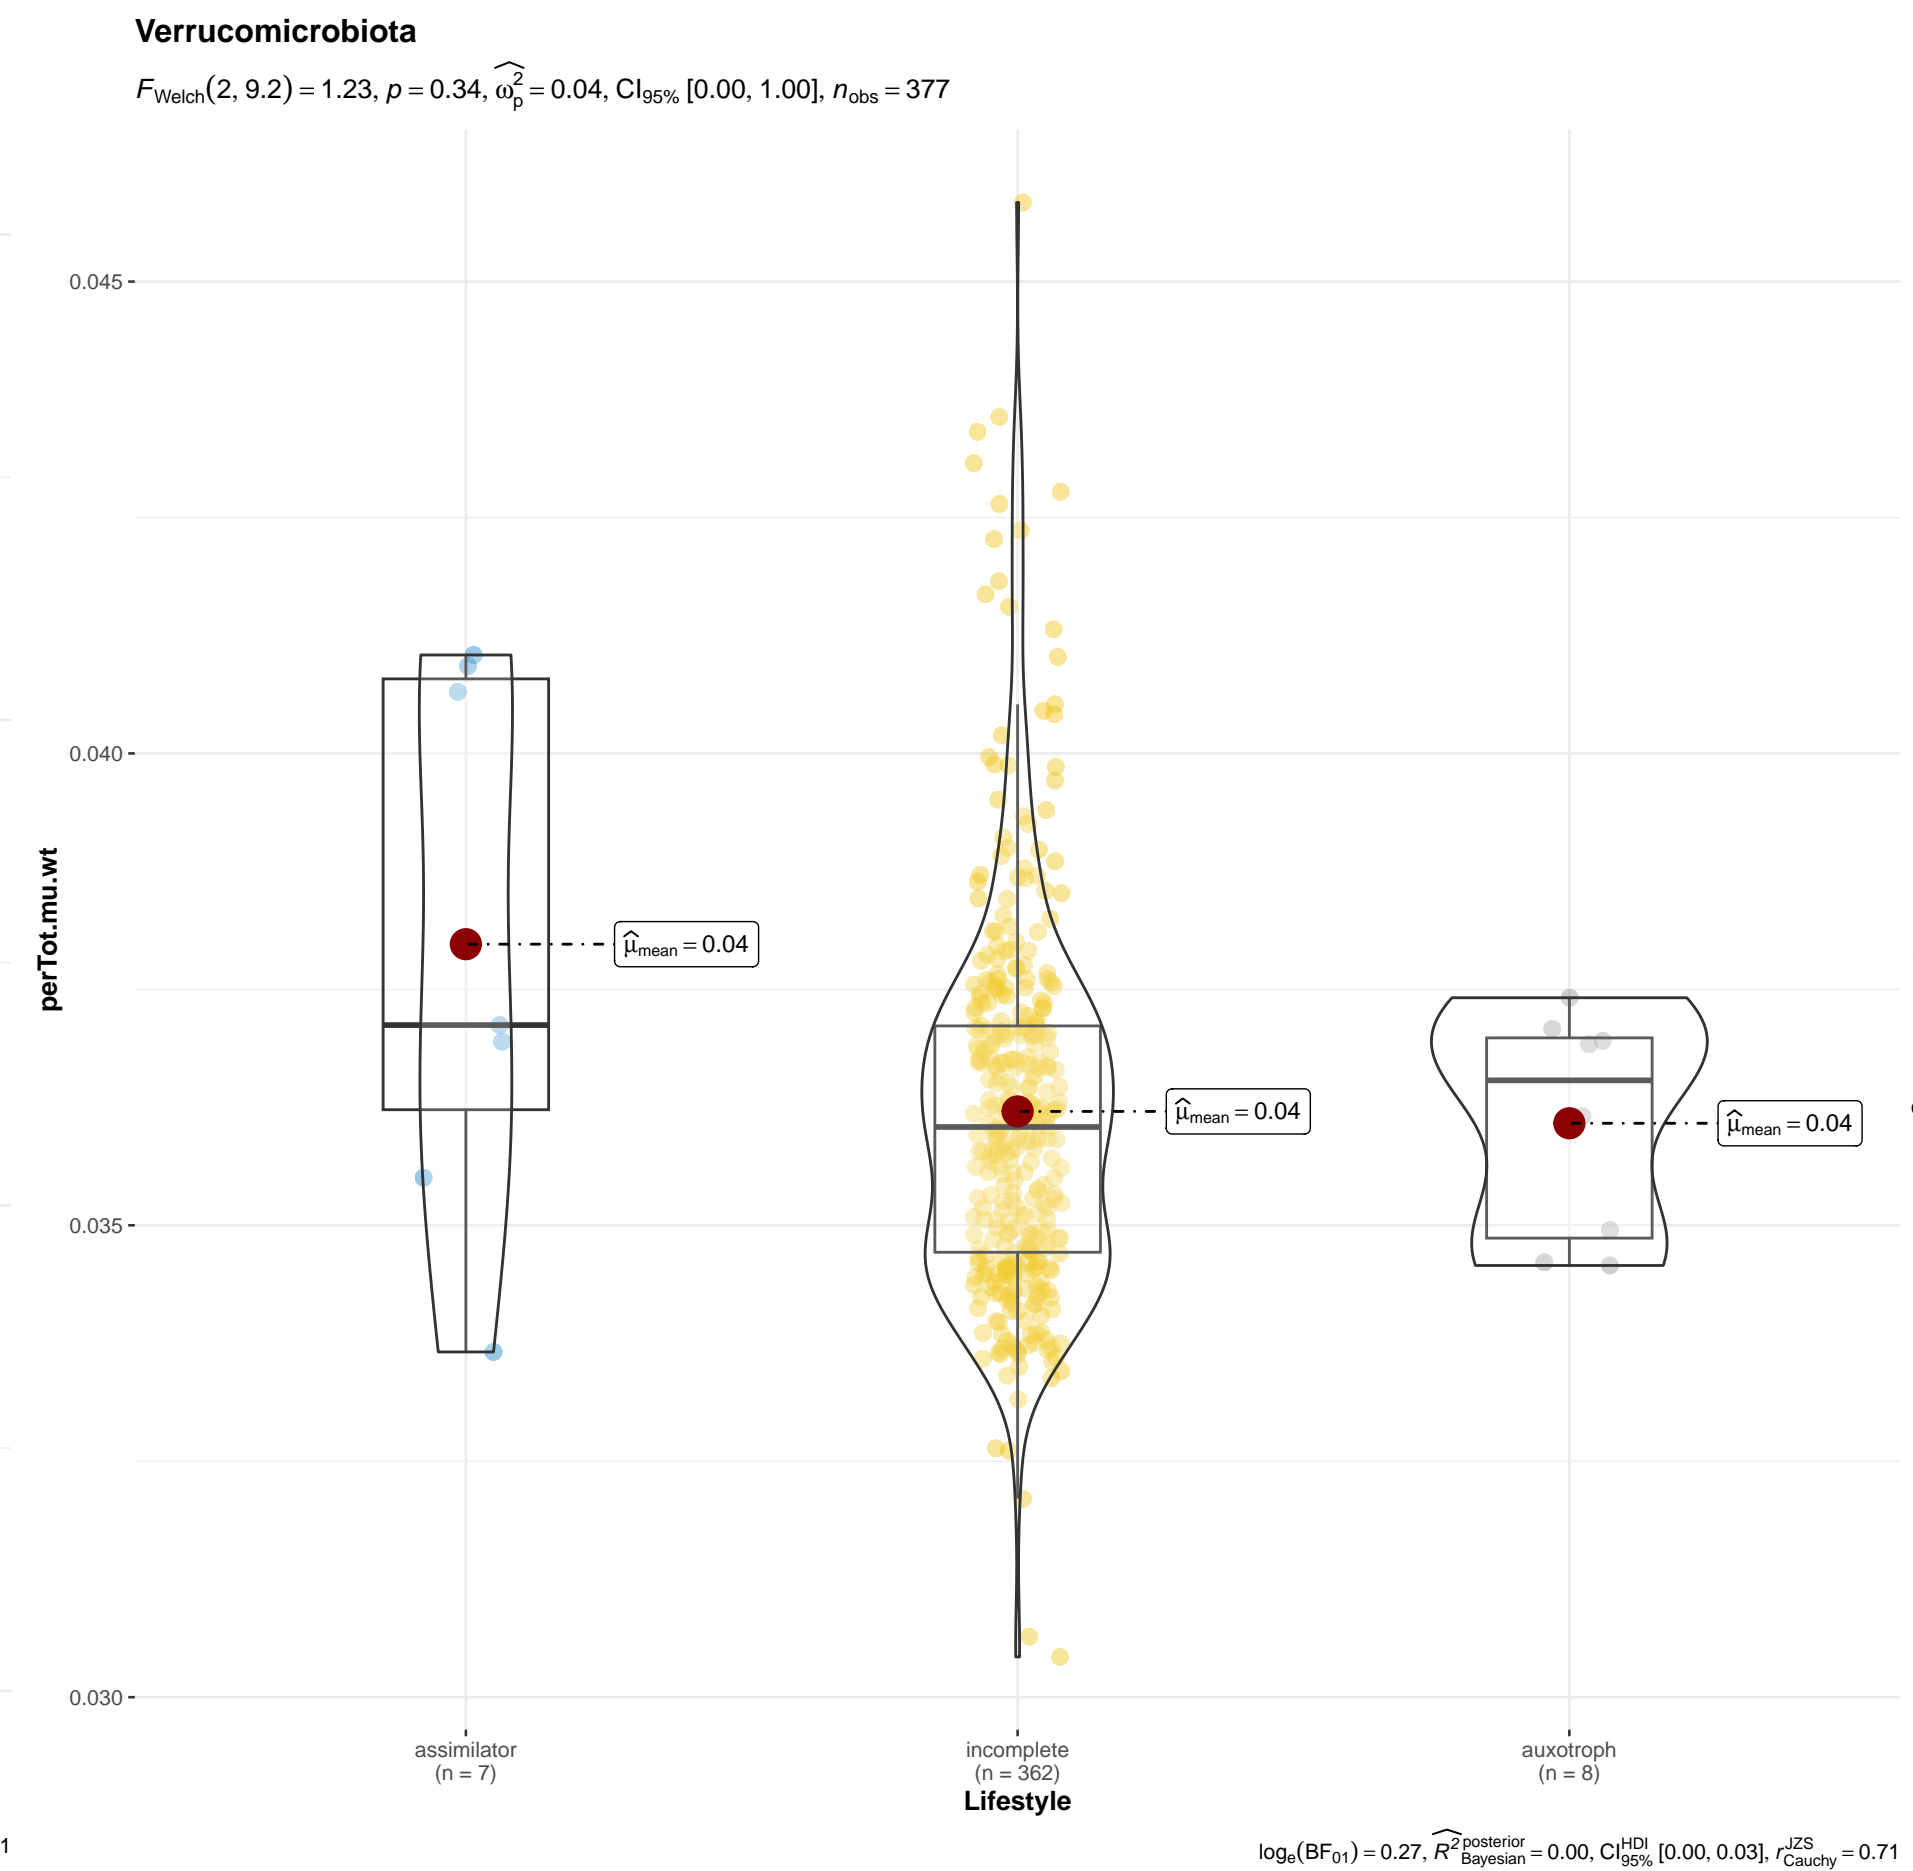 Verrucomicrobiota
F_Welch(2, 9.2) = 1.23, p = 0.34, ω̂²_p = 0.04, CI_95% [0.00, 1.00], n_obs = 377
0.045
0.040
0.035
0.030
perTot.mu.wt
μ̂_mean = 0.04
μ̂_mean = 0.04
μ̂_mean = 0.04
assimilator
(n = 7)
incomplete
(n = 362)
auxotroph
(n = 8)
Lifestyle
1
log_e(BF_01) = 0.27, R̂²^posterior_Bayesian = 0.00, CI^HDI_95% [0.00, 0.03], r^JZS_Cauchy = 0.71